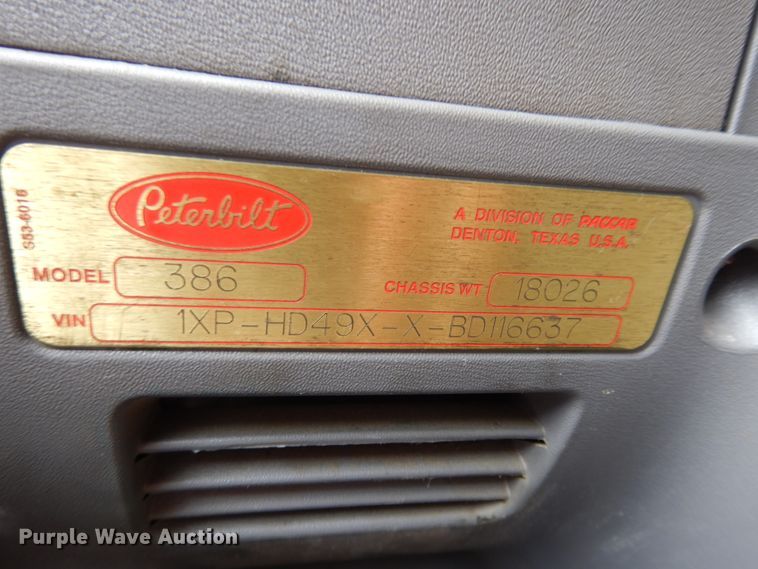 S53-6016
Peterbilt
A DIVISION OF PACCAR
DENTON, TEXAS U.S.A.
MODEL 386
CHASSIS WT 18026
VIN 1XP-HD49X-X-BD116637
Purple Wave Auction